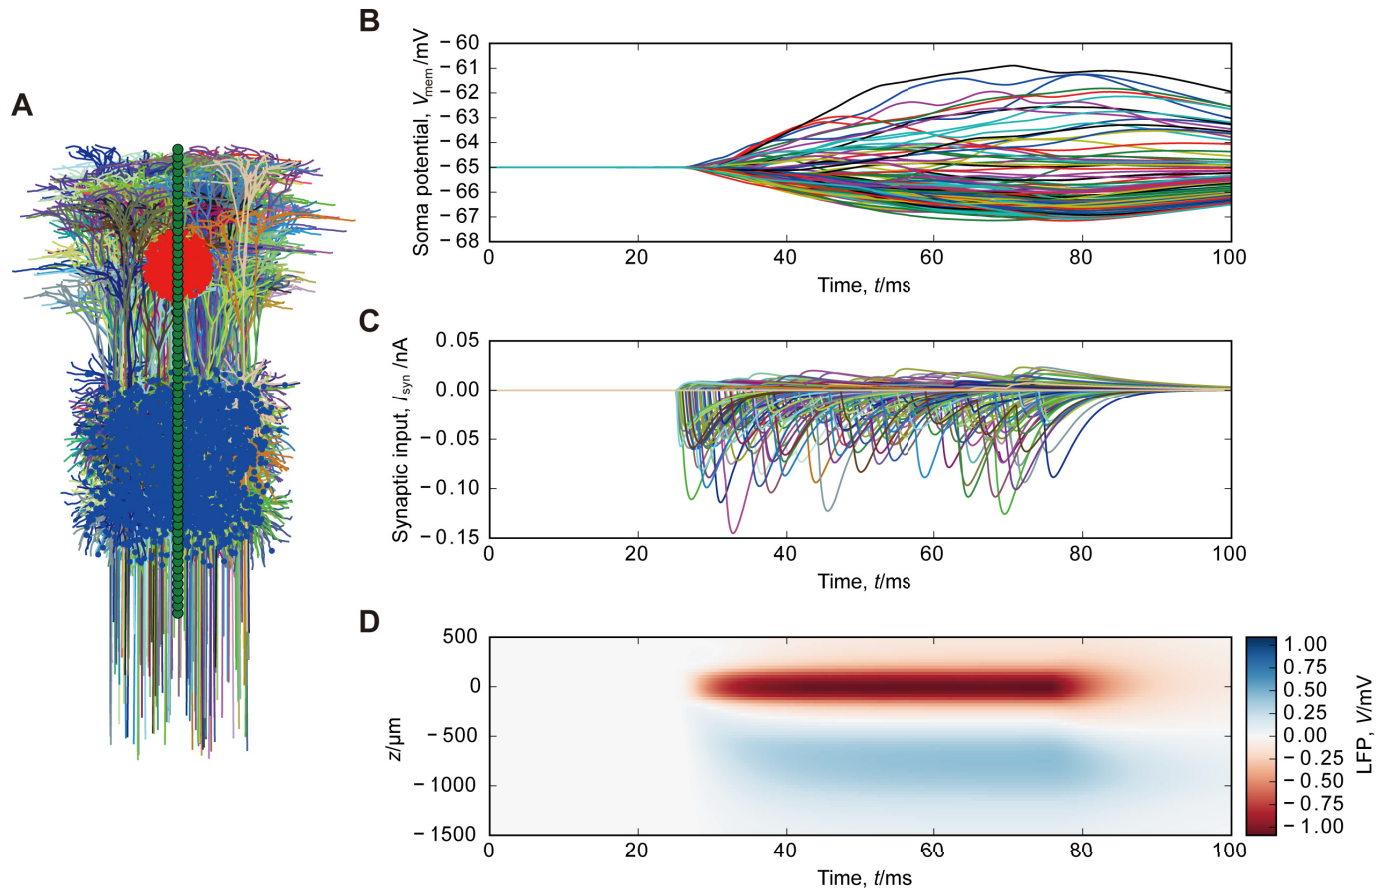 A
B
Soma potential, Vmem/mV
−60
−61
−62
−63
−64
−65
−66
−67
−68
0 20 40 60 80 100
Time, t/ms
C
Synaptic input, Isyn /nA
0.05
0.00
−0.05
−0.10
−0.15
0 20 40 60 80 100
Time, t/ms
D
z/μm
500
0
−500
−1000
−1500
0 20 40 60 80 100
Time, t/ms
1.00
0.75
0.50
0.25
0.00
−0.25
−0.50
−0.75
−1.00
LFP, V/mV